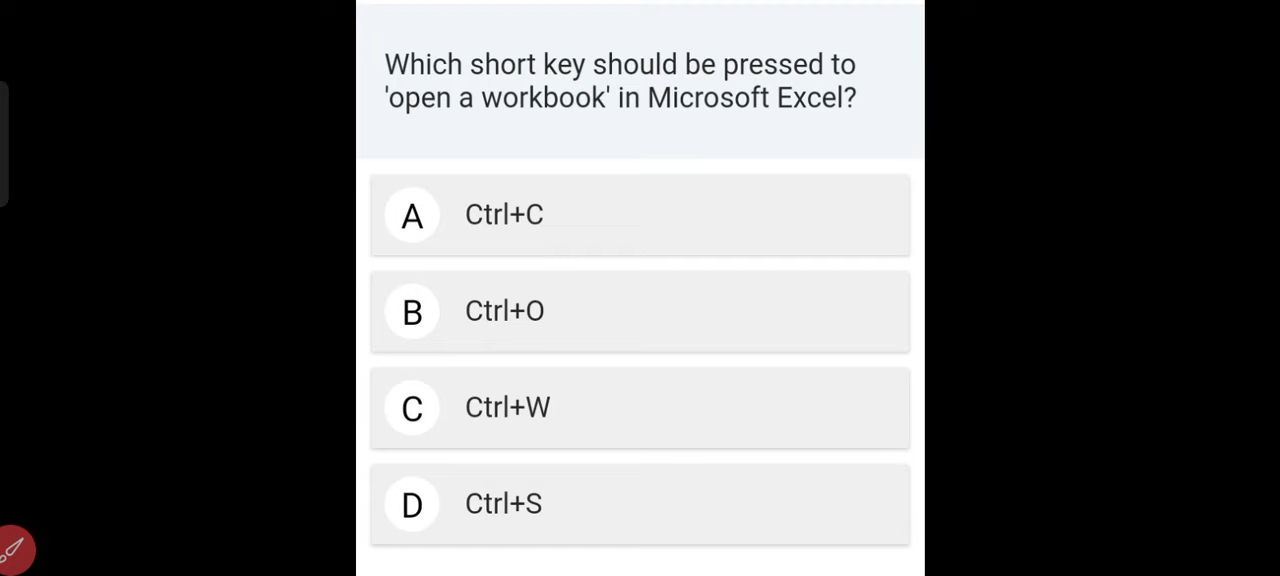 Which short key should be pressed to
'open a workbook' in Microsoft Excel?
A Ctrl+C
B Ctrl+O
C Ctrl+W
D Ctrl+S